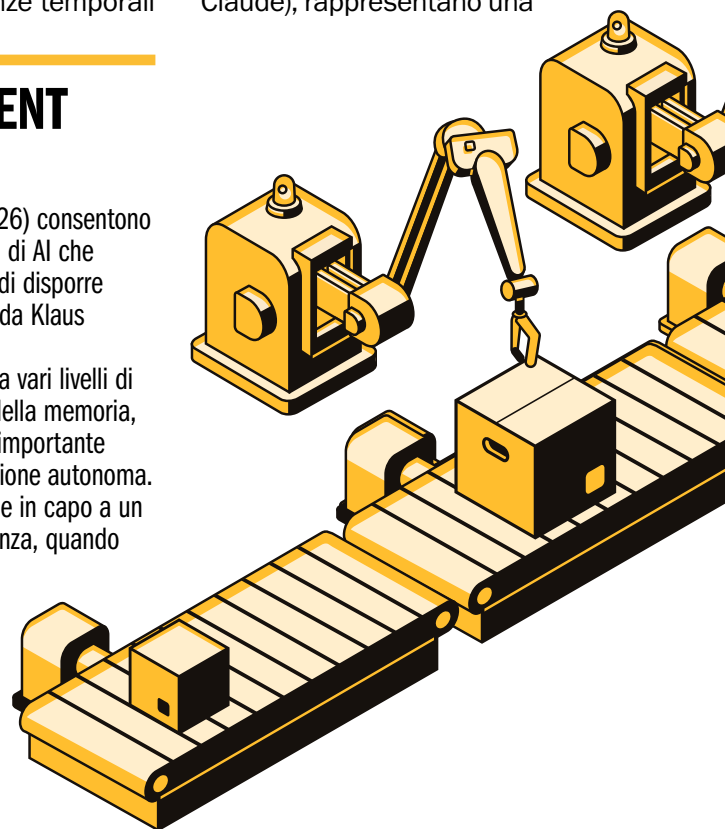 nze temporali
Claude), rappresentano una
ENT
26) consentono
di AI che
di disporre
da Klaus
a vari livelli di
della memoria,
importante
ione autonoma.
e in capo a un
nza, quando